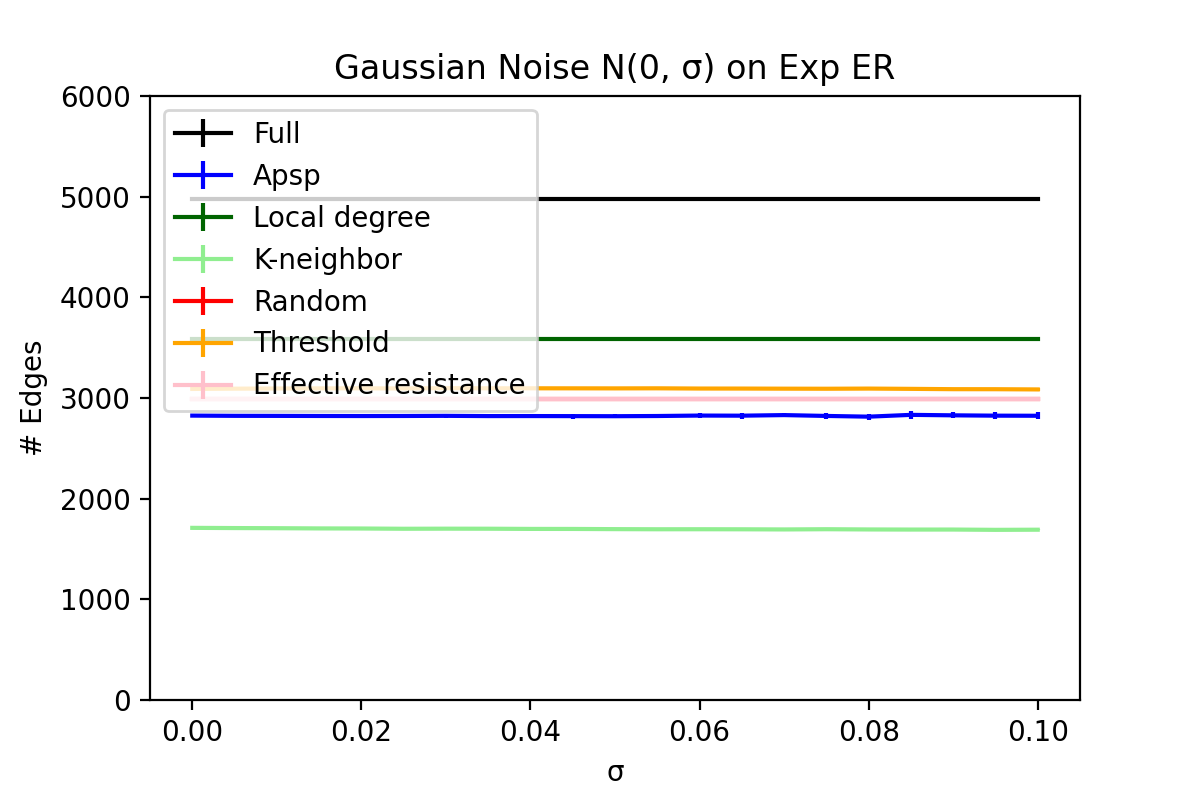 Gaussian Noise N(0, σ) on Exp ER
6000
5000
4000
3000
2000
1000
0
# Edges
Full
Apsp
Local degree
K-neighbor
Random
Threshold
Effective resistance
0.00 0.02 0.04 0.06 0.08 0.10
σ